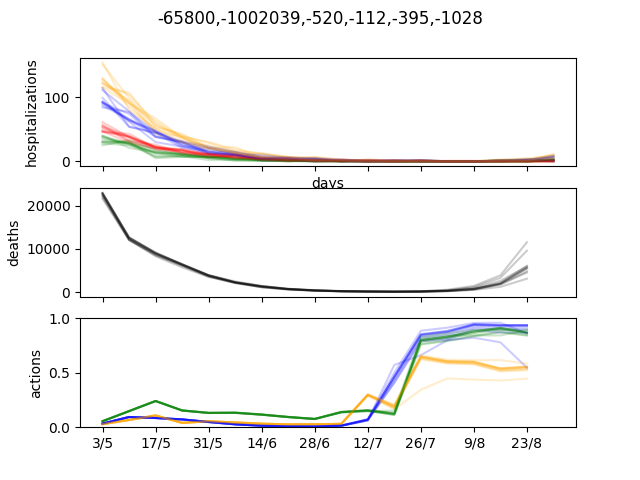 -65800,-1002039,-520,-112,-395,-1028
hospitalizations
100
0
days
deaths
20000
10000
0
actions
1.0
0.5
0.0
3/5 17/5 31/5 14/6 28/6 12/7 26/7 9/8 23/8